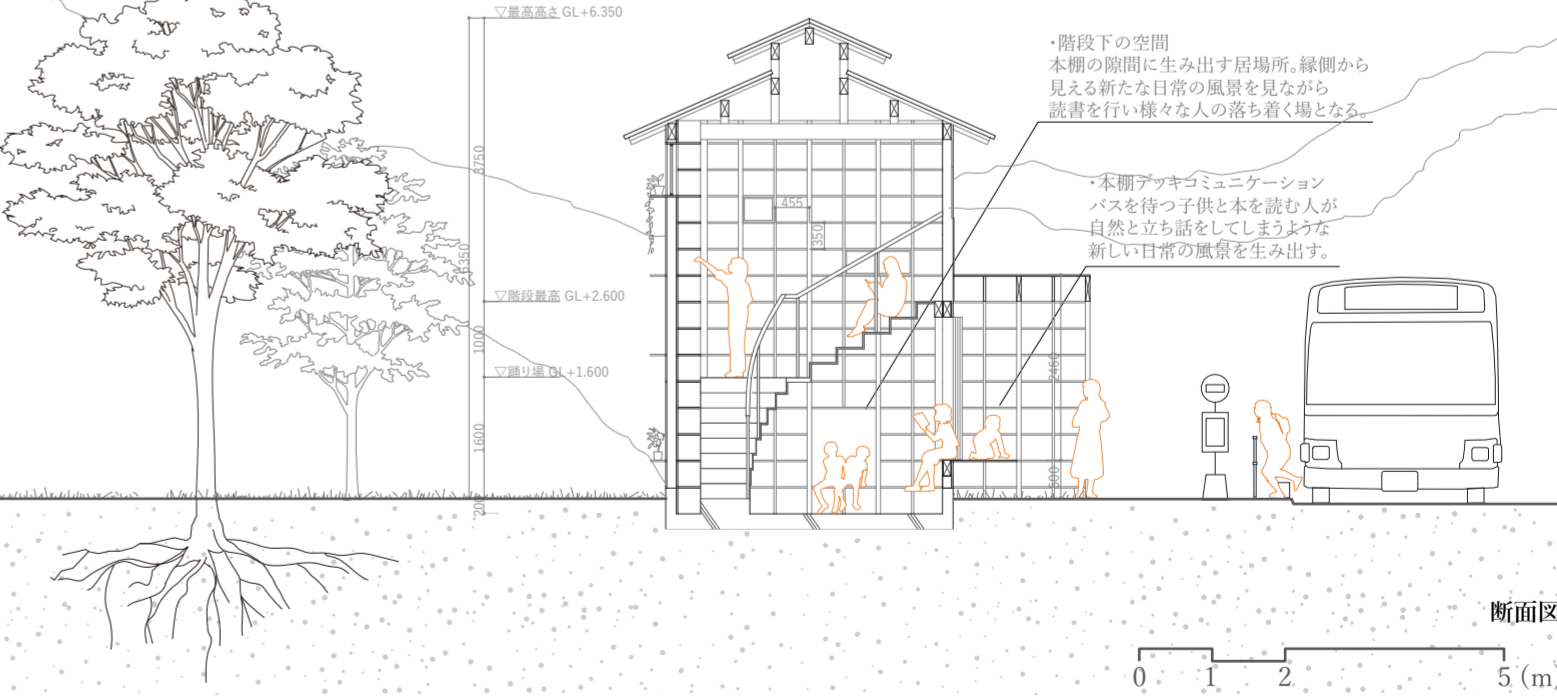 ▽最高高さ GL+6.350
・階段下の空間
本棚の隙間に生み出す居場所。縁側から
見える新たな日常の風景を見ながら
読書を行い様々な人の落ち着く場となる。
・本棚デッキコミュニケーション
バスを待つ子供と本を読む人が
自然と立ち話をしてしまうような
新しい日常の風景を生み出す。
3750
455
350
6.350
▽階段最高 GL+2.600
1000
▽踊り場 GL+1.600
2460
1600
500
200
断面図
0 1 2 5 (m)